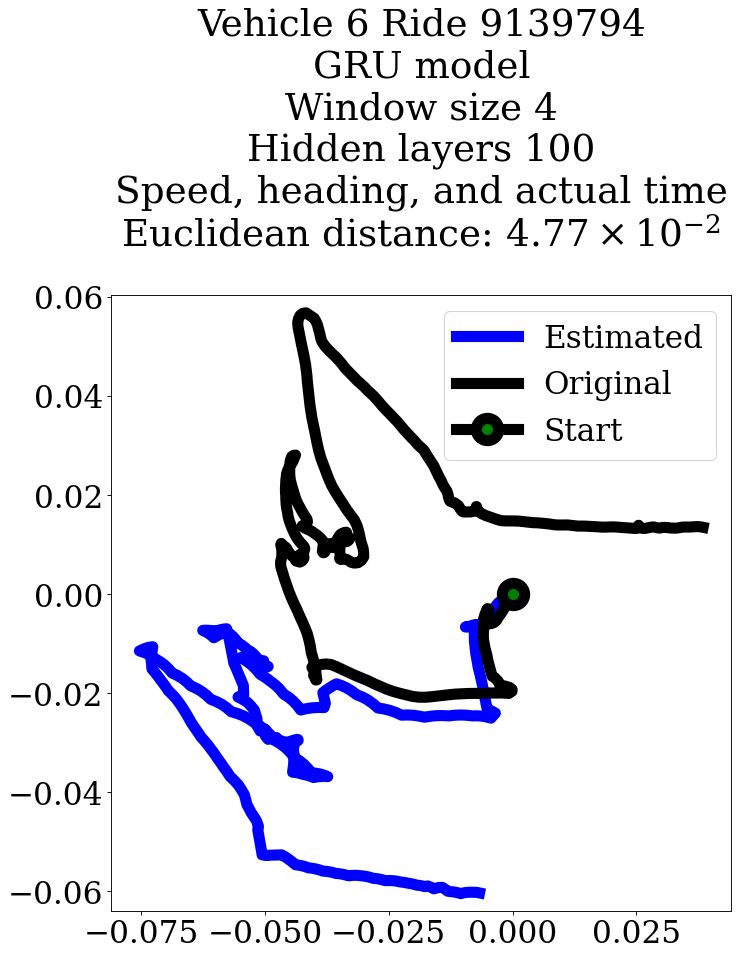 Vehicle 6 Ride 9139794
GRU model
Window size 4
Hidden layers 100
Speed, heading, and actual time
Euclidean distance: 4.77 × 10⁻²
Estimated
Original
Start
0.06
0.04
0.02
0.00
−0.02
−0.04
−0.06
−0.075 −0.050 −0.025 0.000 0.025